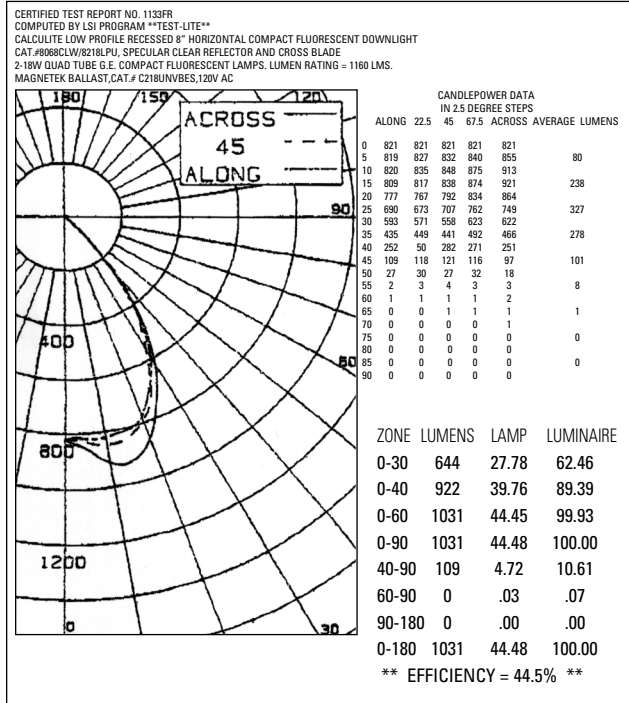 CERTIFIED TEST REPORT NO. 1133FR
COMPUTED BY LSI PROGRAM **TEST-LITE**
CALCULITE LOW PROFILE RECESSED 8" HORIZONTAL COMPACT FLUORESCENT DOWNLIGHT
CAT.#8068CLW/8218LPU, SPECULAR CLEAR REFLECTOR AND CROSS BLADE
2-18W QUAD TUBE G.E. COMPACT FLUORESCENT LAMPS. LUMEN RATING = 1160 LMS.
MAGNETEK BALLAST,CAT.# C218UNVBES,120V AC
180 150 120
ACROSS
45
ALONG
90
400
60
800
1200
0 30
CANDLEPOWER DATA
IN 2.5 DEGREE STEPS
ALONG 22.5 45 67.5 ACROSS AVERAGE LUMENS
0 821 821 821 821 821
5 819 827 832 840 855 80
10 820 835 848 875 913
15 809 817 838 874 921 238
20 777 767 792 834 864
25 690 673 707 762 749 327
30 593 571 558 623 622
35 435 449 441 492 466 278
40 252 50 282 271 251
45 109 118 121 116 97 101
50 27 30 27 32 18
55 2 3 4 3 3 8
60 1 1 1 1 2
65 0 0 1 1 1 1
70 0 0 0 0 1
75 0 0 0 0 0 0
80 0 0 0 0 0
85 0 0 0 0 0 0
90 0 0 0 0 0
ZONE LUMENS LAMP LUMINAIRE
0-30 644 27.78 62.46
0-40 922 39.76 89.39
0-60 1031 44.45 99.93
0-90 1031 44.48 100.00
40-90 109 4.72 10.61
60-90 0 .03 .07
90-180 0 .00 .00
0-180 1031 44.48 100.00
** EFFICIENCY = 44.5% **